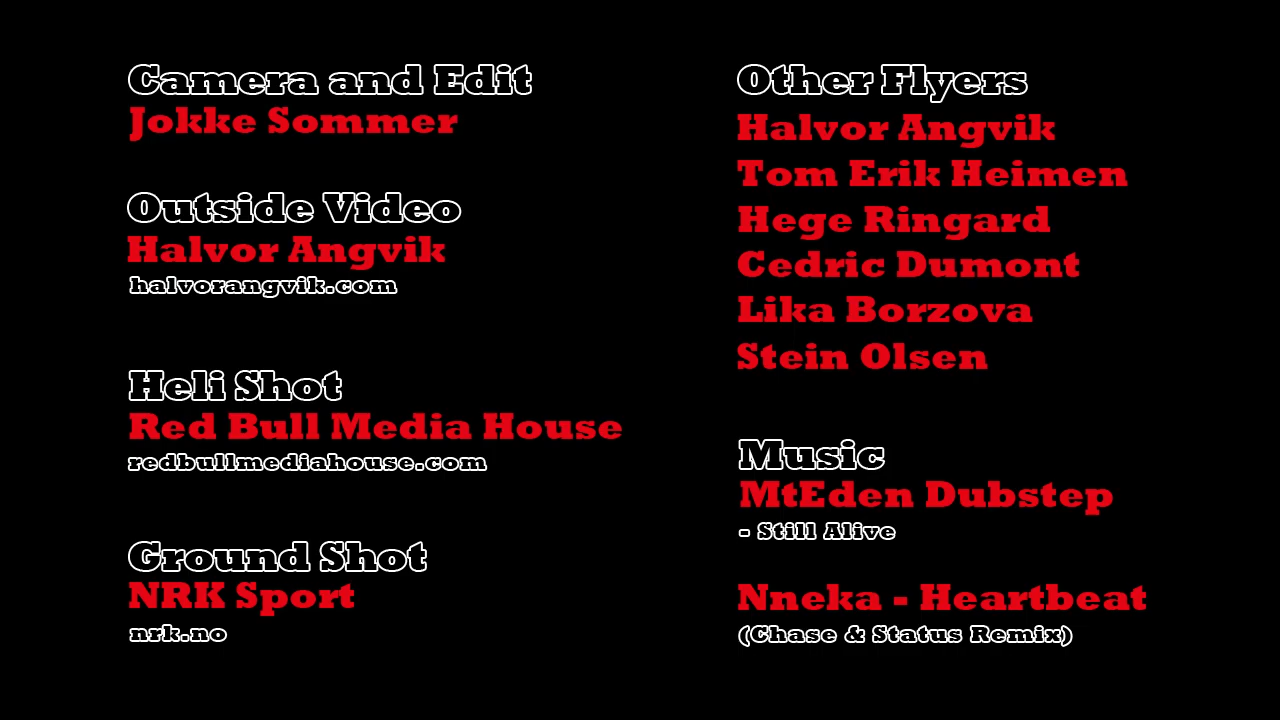 Camera and Edit
Jokke Sommer
Outside Video
Halvor Angvik
halvorangvik.com
Heli Shot
Red Bull Media House
redbullmediahouse.com
Ground Shot
NRK Sport
nrk.no
Other Flyers
Halvor Angvik
Tom Erik Heimen
Hege Ringard
Cedric Dumont
Lika Borzova
Stein Olsen
Music
MtEden Dubstep
- Still Alive
Nneka - Heartbeat
(Chase & Status Remix)